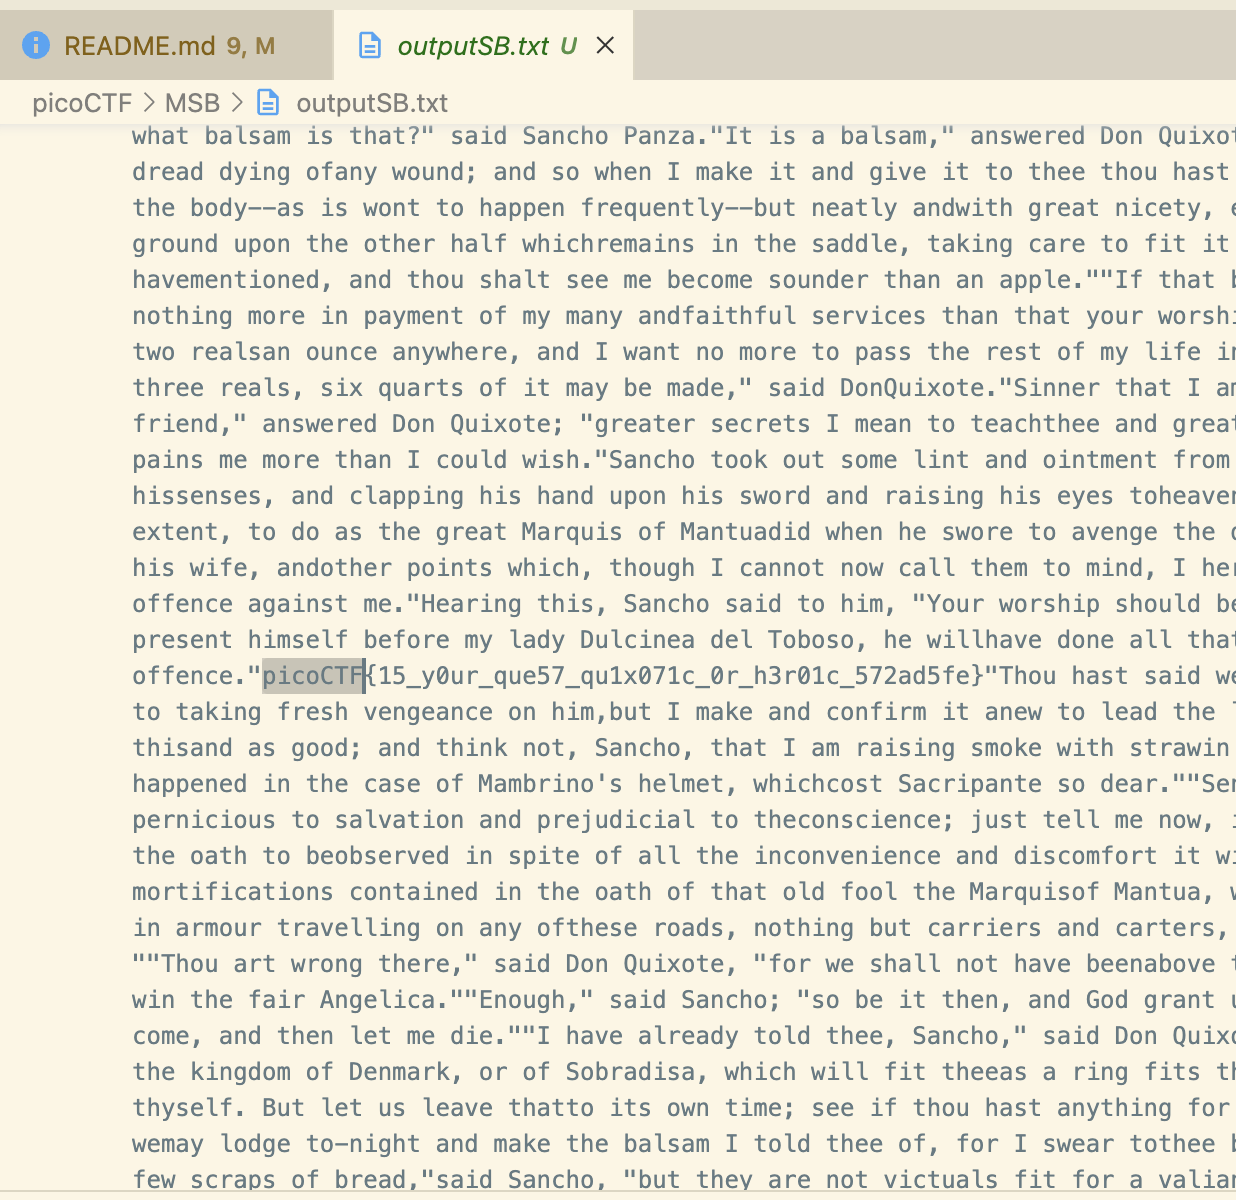 README.md 9, M outputSB.txt U
picoCTF > MSB > outputSB.txt
what balsam is that?" said Sancho Panza."It is a balsam," answered Don
dread dying ofany wound; and so when I make it and give it to thee thou hast
the body--as is wont to happen frequently--but neatly andwith great nicety,
ground upon the other half whichremains in the saddle, taking care to fit it
havementioned, and thou shalt see me become sounder than an apple.""If that
nothing more in payment of my many andfaithful services than that your
two realsan ounce anywhere, and I want no more to pass the rest of my life
three reals, six quarts of it may be made," said DonQuixote."Sinner that I
friend," answered Don Quixote; "greater secrets I mean to teachthee and
pains me more than I could wish."Sancho took out some lint and ointment from
hissenses, and clapping his hand upon his sword and raising his eyes
extent, to do as the great Marquis of Mantuadid when he swore to avenge the
his wife, andother points which, though I cannot now call them to mind, I
offence against me."Hearing this, Sancho said to him, "Your worship should
present himself before my lady Dulcinea del Toboso, he willhave done all
offence."picoCTF{15_y0ur_que57_qu1x071c_0r_h3r01c_572ad5fe}"Thou hast said
to taking fresh vengeance on him,but I make and confirm it anew to lead the
thisand as good; and think not, Sancho, that I am raising smoke with strawin
happened in the case of Mambrino's helmet, whichcost Sacripante so
pernicious to salvation and prejudicial to theconscience; just tell me now,
the oath to beobserved in spite of all the inconvenience and discomfort it
mortifications contained in the oath of that old fool the Marquisof Mantua,
in armour travelling on any ofthese roads, nothing but carriers and carters,
""Thou art wrong there," said Don Quixote, "for we shall not have beenabove
win the fair Angelica.""Enough," said Sancho; "so be it then, and God grant
come, and then let me die.""I have already told thee, Sancho," said Don
the kingdom of Denmark, or of Sobradisa, which will fit theeas a ring fits
thyself. But let us leave thatto its own time; see if thou hast anything for
wemay lodge to-night and make the balsam I told thee of, for I swear tothee
few scraps of bread,"said Sancho, "but they are not victuals fit for a